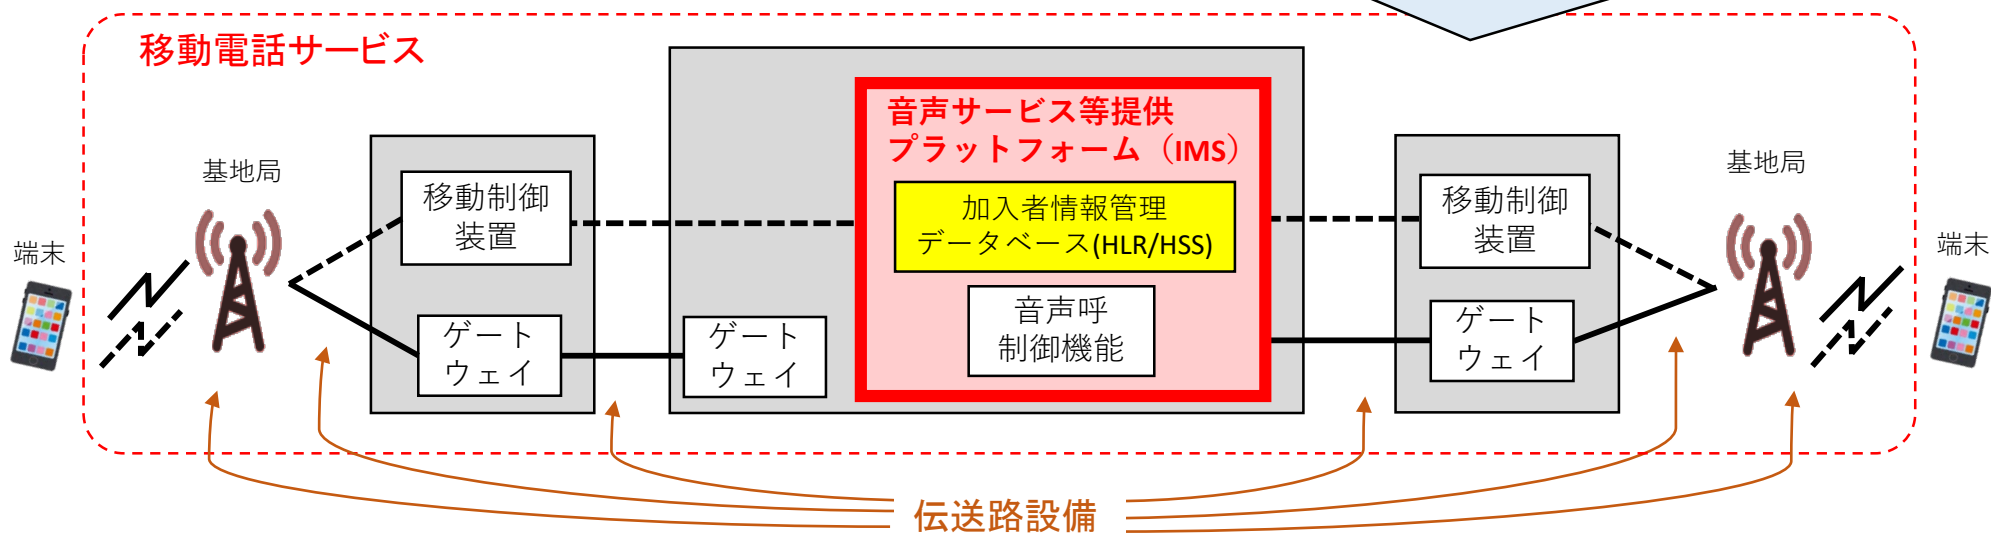 移動電話サービス
音声サービス等提供
プラットフォーム（IMS）
基地局
移動制御
装置
加入者情報管理
データベース(HLR/HSS)
移動制御
装置
基地局
端末
端末
ゲート
ウェイ
ゲート
ウェイ
音声呼
制御機能
ゲート
ウェイ
伝送路設備